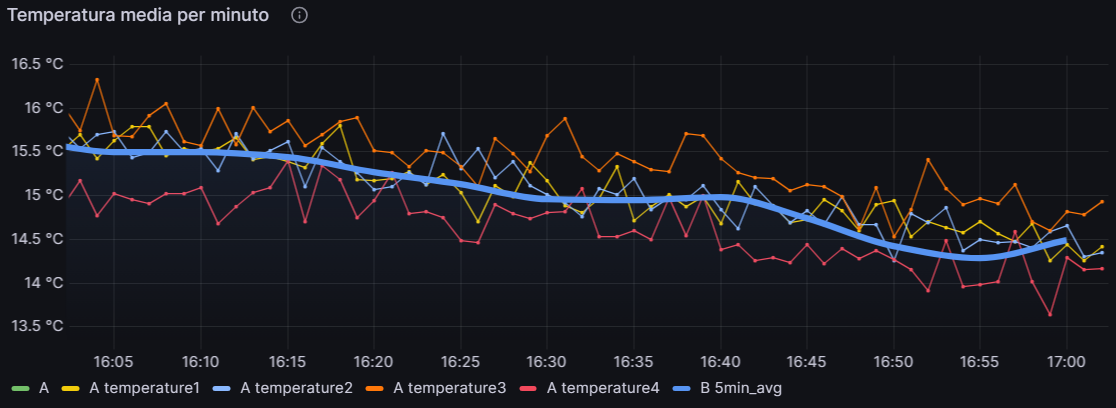 Temperatura media per minuto
16.5 °C
16 °C
15.5 °C
15 °C
14.5 °C
14 °C
13.5 °C
16:05 16:10 16:15 16:20 16:25 16:30 16:35 16:40 16:45 16:50 16:55 17:00
A A temperature1 A temperature2 A temperature3 A temperature4 B 5min_avg